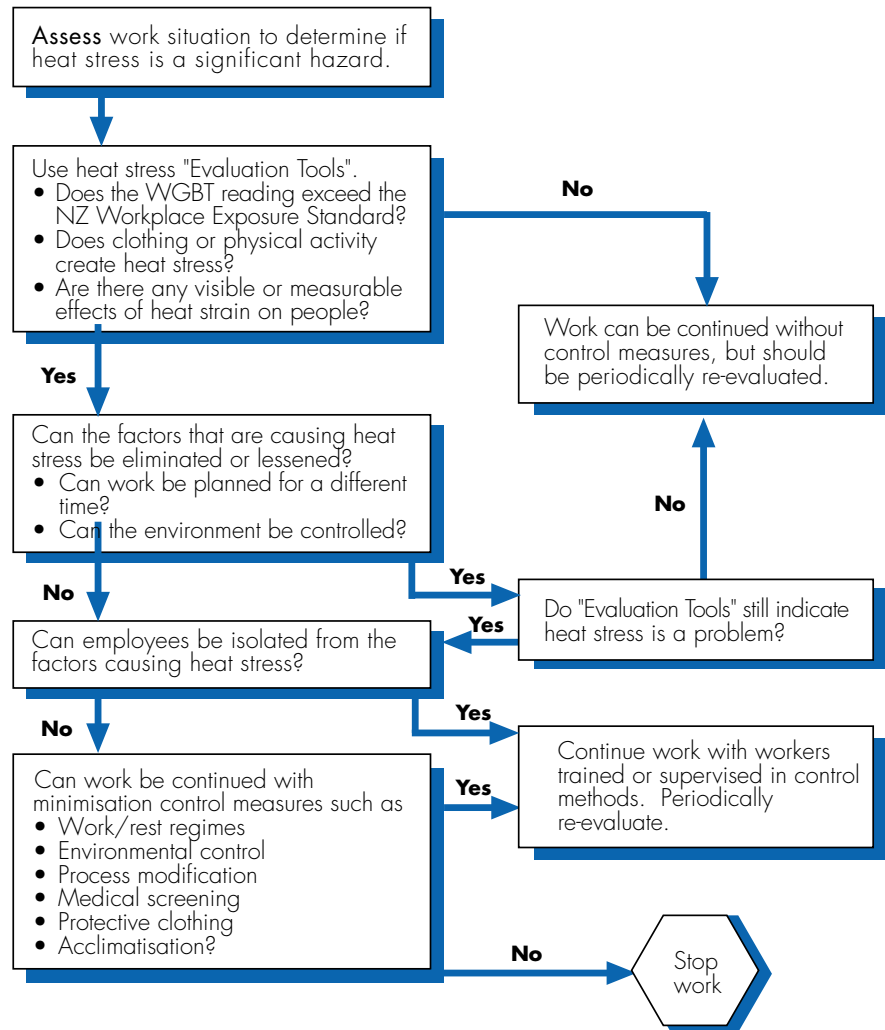 Assess work situation to determine if
heat stress is a significant hazard.
Use heat stress "Evaluation Tools".
• Does the WGBT reading exceed the
NZ Workplace Exposure Standard?
• Does clothing or physical activity
create heat stress?
• Are there any visible or measurable
effects of heat strain on people?
No
Work can be continued without
control measures, but should
be periodically re-evaluated.
Yes
Can the factors that are causing heat
stress be eliminated or lessened?
• Can work be planned for a different
time?
• Can the environment be controlled?
No
Yes
Do "Evaluation Tools" still indicate
heat stress is a problem?
No
Yes
Can employees be isolated from the
factors causing heat stress?
No
Yes
Continue work with workers
trained or supervised in control
methods. Periodically
re-evaluate.
Can work be continued with
minimisation control measures such as
• Work/rest regimes
• Environmental control
• Process modification
• Medical screening
• Protective clothing
• Acclimatisation?
Yes
No
Stop
work